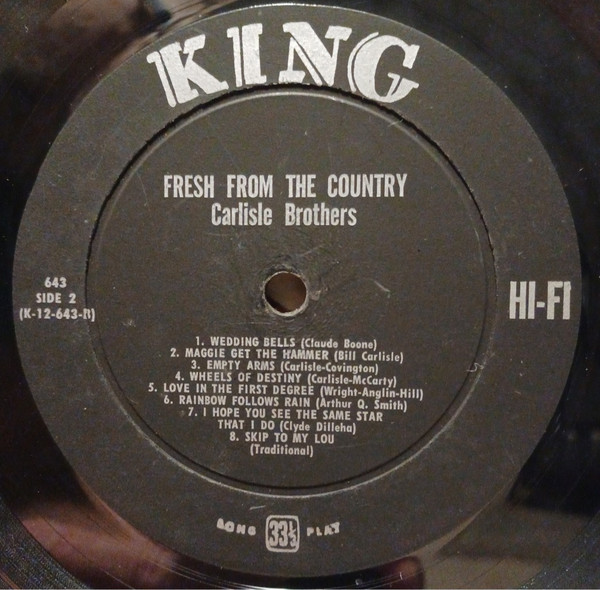 KING
FRESH FROM THE COUNTRY
Carlisle Brothers
643
SIDE 2
(K-12-643-B)
HI-FI
1. WEDDING BELLS (Claude Boone)
2. MAGGIE GET THE HAMMER (Bill Carlisle)
3. EMPTY ARMS (Carlisle-Covington)
4. WHEELS OF DESTINY (Carlisle-McCarty)
5. LOVE IN THE FIRST DEGREE (Wright-Anglin-Hill)
6. RAINBOW FOLLOWS RAIN (Arthur Q. Smith)
7. I HOPE YOU SEE THE SAME STAR
THAT I DO (Clyde Dilleha)
8. SKIP TO MY LOU
(Traditional)
LONG 33⅓ PLAY